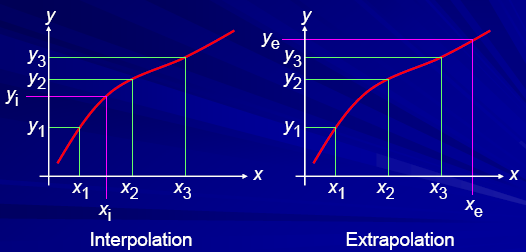 y
y
yₑ
y₃
y₃
y₂
y₂
yᵢ
y₁
y₁
x
x
x₁
x₂
x₃
x₁
x₂
x₃
xᵢ
xₑ
Interpolation
Extrapolation